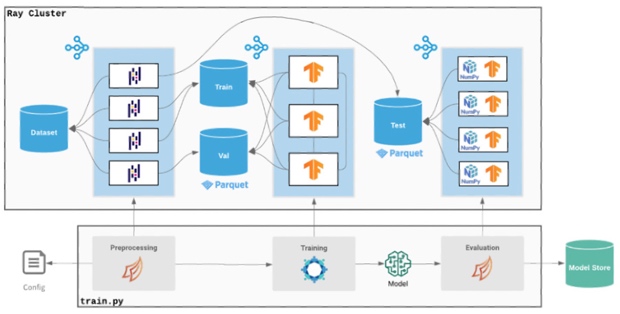 Ray Cluster
Dataset
Train
Val
Parquet
Test
Parquet
NumPy
NumPy
NumPy
NumPy
Preprocessing
Training
Model
Evaluation
Config
Model Store
train.py